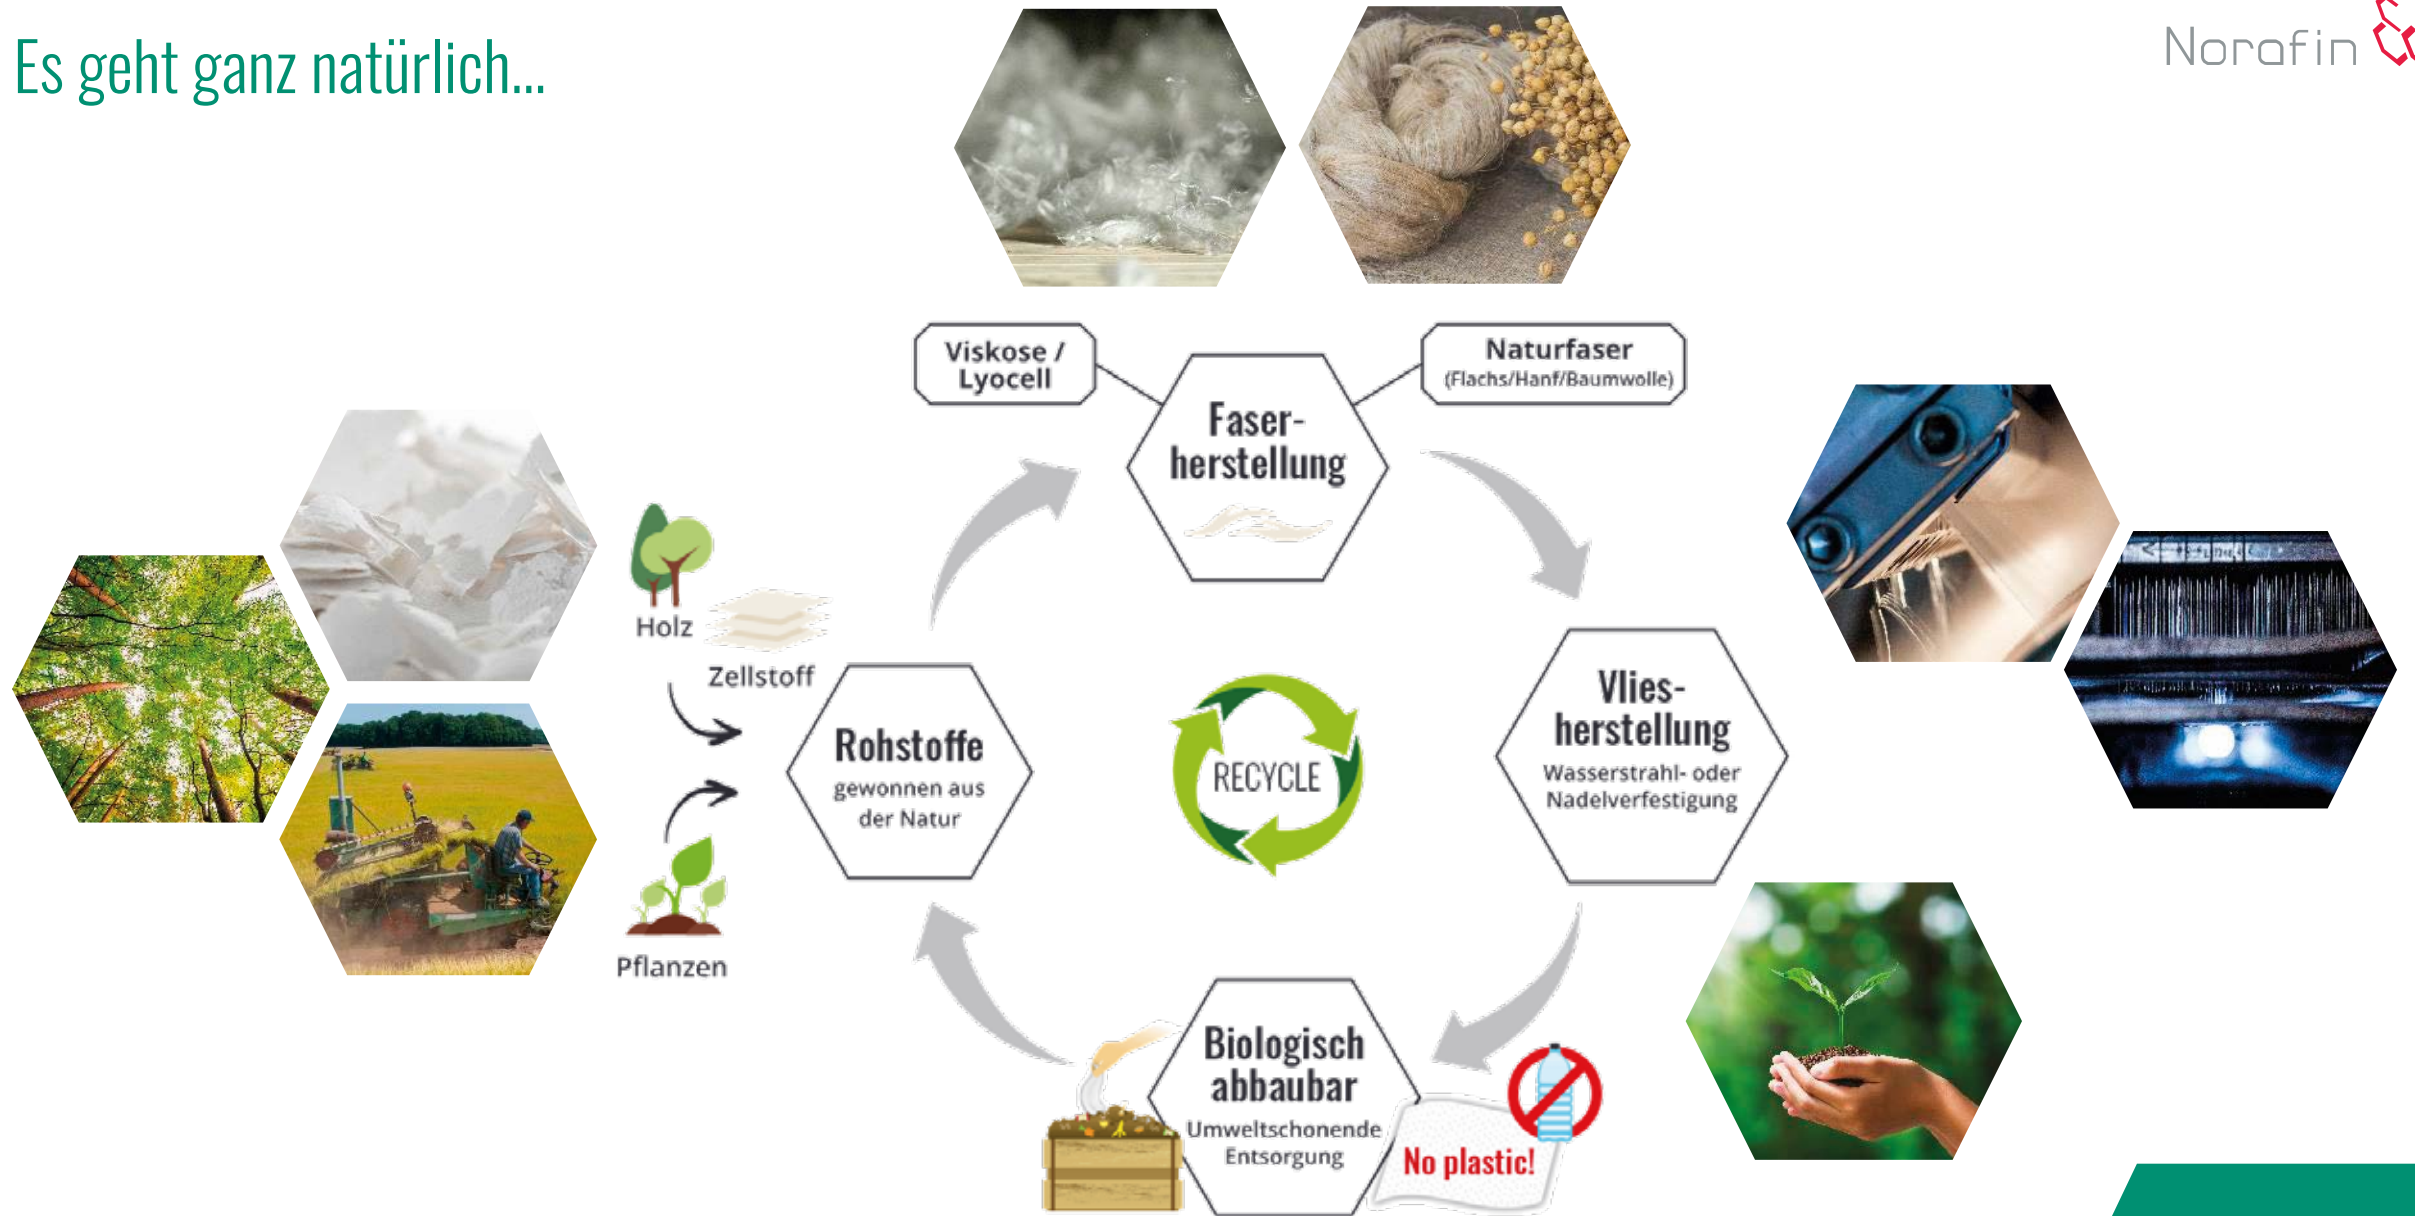 Es geht ganz natürlich...
Norafin
Viskose /
Lyocell
Naturfaser
(Flachs/Hanf/Baumwolle)
Faser-
herstellung
Holz
Zellstoff
Rohstoffe
gewonnen aus
der Natur
Pflanzen
RECYCLE
Vlies-
herstellung
Wasserstrahl- oder
Nadelverfestigung
Biologisch
abbaubar
Umweltschonende
Entsorgung
No plastic!